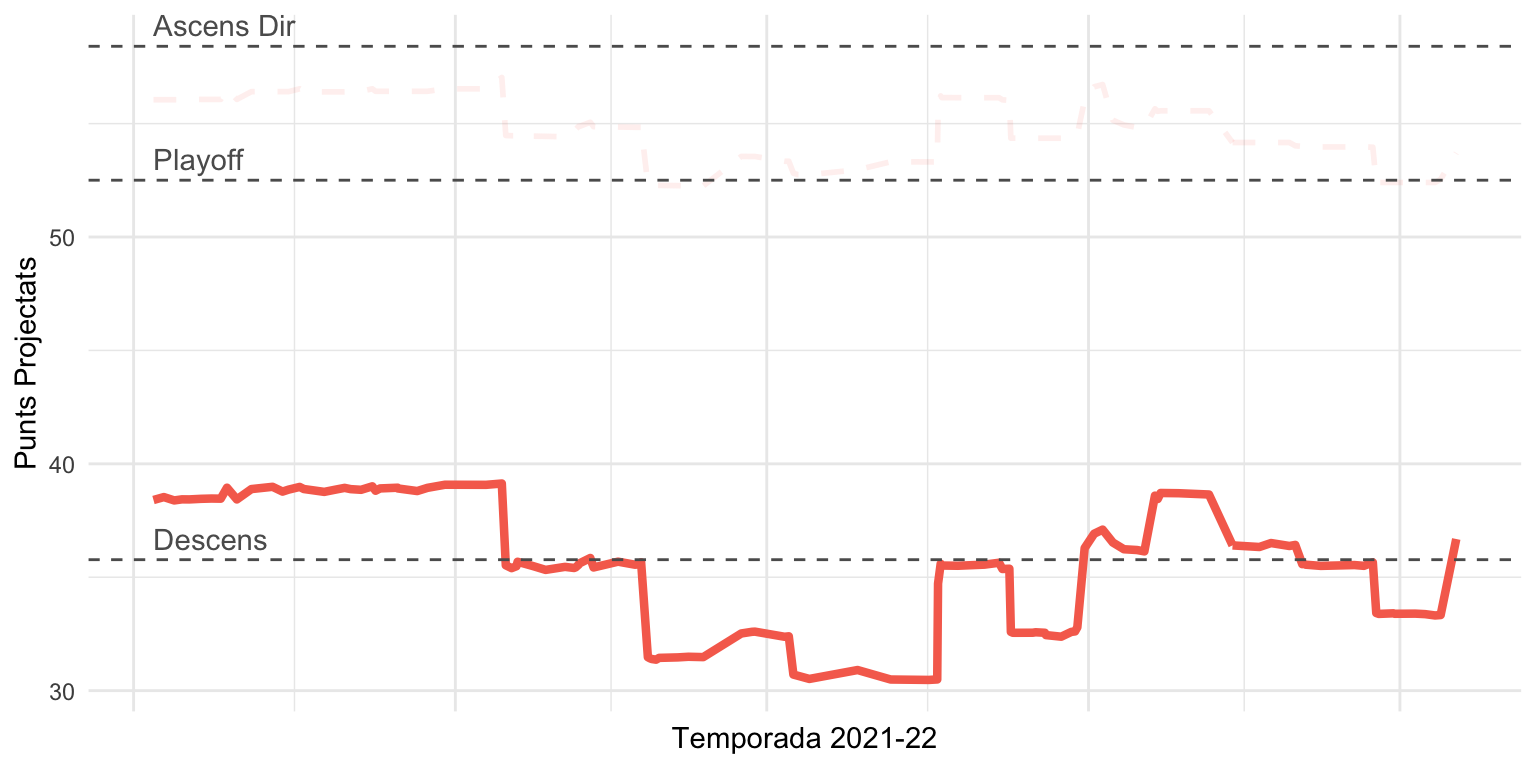 Ascens Dir
Playoff
50
40
Descens
30
Punts Projectats
Temporada 2021-22